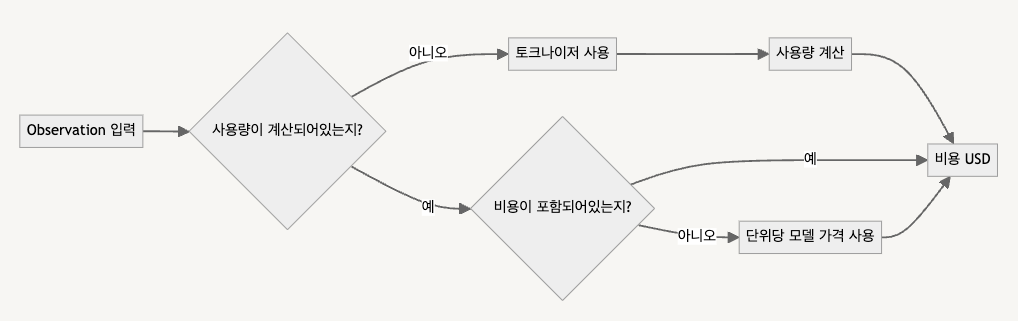 Observation 입력
사용량이 계산되어있는지?
아니오
토크나이저 사용
사용량 계산
예
비용이 포함되어있는지?
예
아니오
단위당 모델 가격 사용
비용 USD